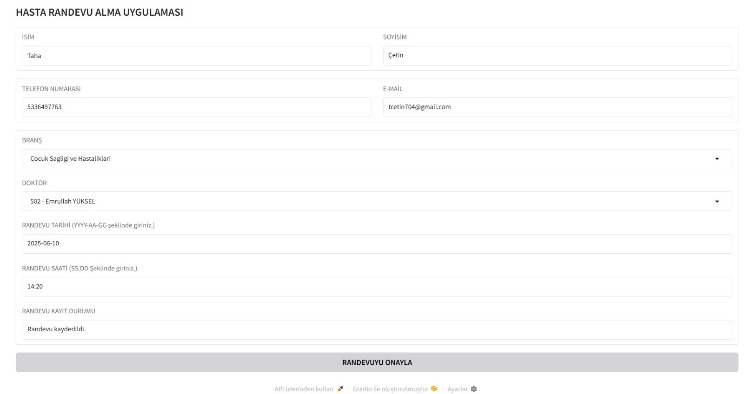 HASTA RANDEVU ALMA UYGULAMASI
İSİM
SOYİSİM
Taha
Çetin
TELEFON NUMARASI
E-MAİL
5336497763
tcetin704@gmail.com
BRANŞ
Cocuk Sagligi ve Hastaliklari
DOKTOR
502 - Emrullah YÜKSEL
RANDEVU TARİHİ (YYYY-AA-GG şeklinde giriniz.)
2025-06-10
RANDEVU SAATİ (SS:DD Şeklinde giriniz.)
14:20
RANDEVU KAYIT DURUMU
Randevu kaydedildi.
RANDEVUYU ONAYLA
API üzerinden kullan · Gradio ile oluşturulmuştur · Ayarlar